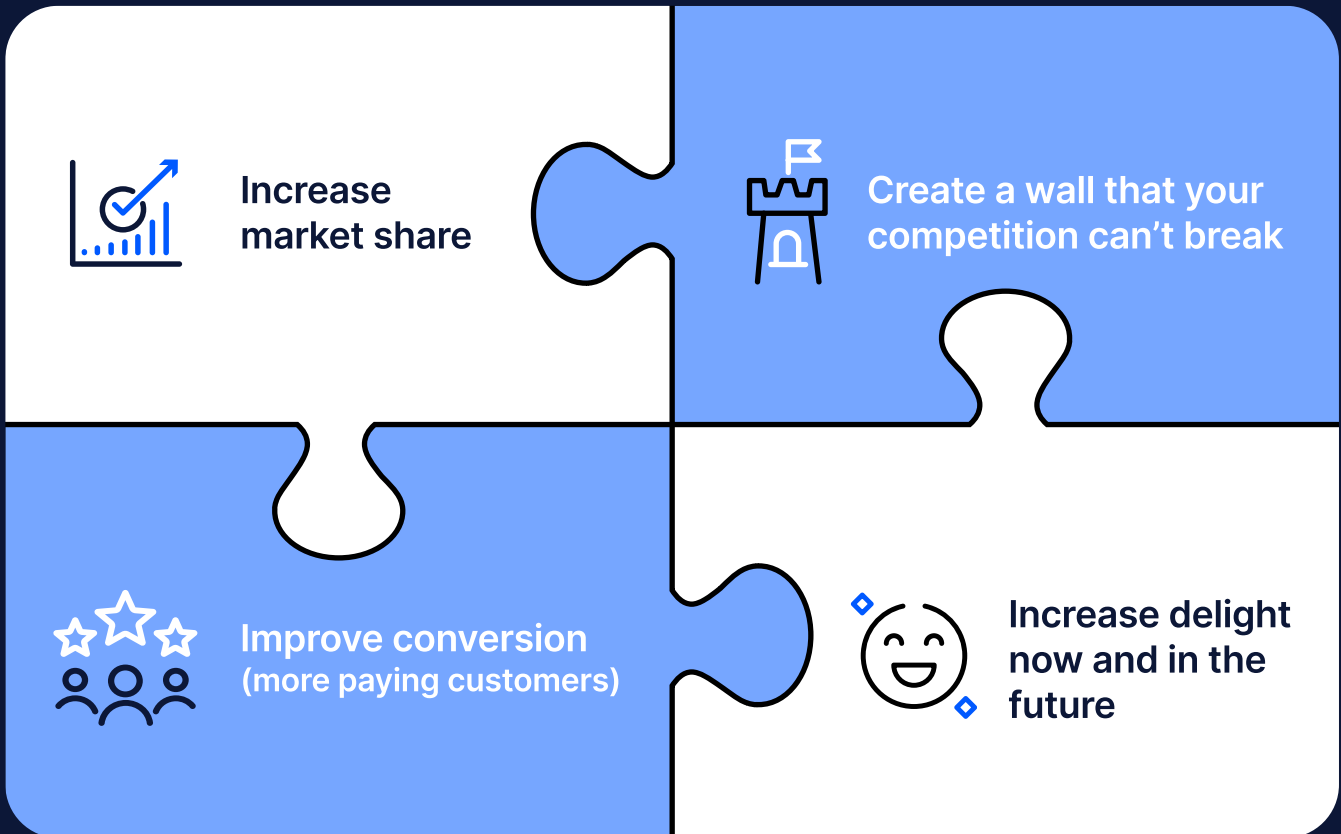 Increase
market share
Create a wall that your
competition can’t break
Improve conversion
(more paying customers)
Increase delight
now and in the
future